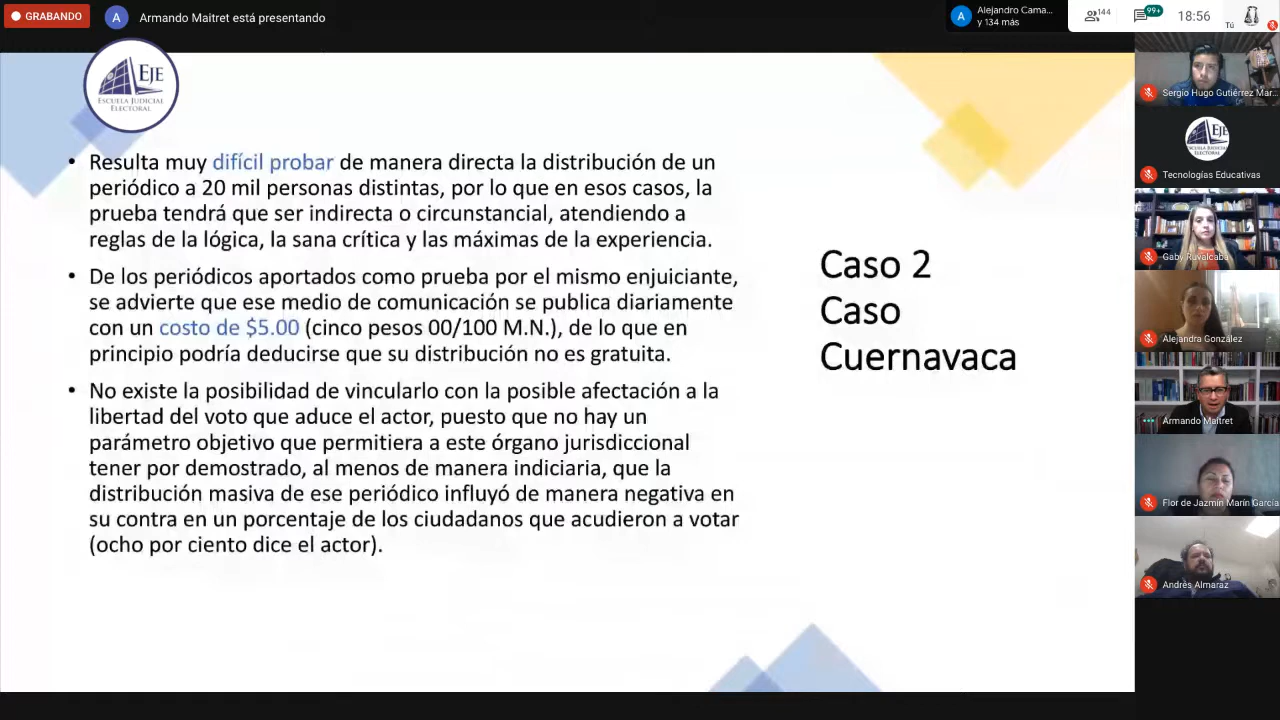 GRABANDO
A
Armando Maitret está presentando
A
Alejandro Cama...
y 134 más
144
99+
18:56
Tú
EJE
ESCUELA JUDICIAL
ELECTORAL
• Resulta muy difícil probar de manera directa la distribución de un
periódico a 20 mil personas distintas, por lo que en esos casos, la
prueba tendrá que ser indirecta o circunstancial, atendiendo a
reglas de la lógica, la sana crítica y las máximas de la experiencia.
• De los periódicos aportados como prueba por el mismo enjuiciante,
se advierte que ese medio de comunicación se publica diariamente
con un costo de $5.00 (cinco pesos 00/100 M.N.), de lo que en
principio podría deducirse que su distribución no es gratuita.
• No existe la posibilidad de vincularlo con la posible afectación a la
libertad del voto que aduce el actor, puesto que no hay un
parámetro objetivo que permitiera a este órgano jurisdiccional
tener por demostrado, al menos de manera indiciaria, que la
distribución masiva de ese periódico influyó de manera negativa en
su contra en un porcentaje de los ciudadanos que acudieron a votar
(ocho por ciento dice el actor).
Caso 2
Caso
Cuernavaca
Sergio Hugo Gutiérrez Mar...
EJE
ESCUELA JUDICIAL
ELECTORAL
Tecnologías Educativas
Gaby Ruvalcaba
Alejandra González
Armando Maitret
Flor de Jazmín Marín García
Andrés Almaraz